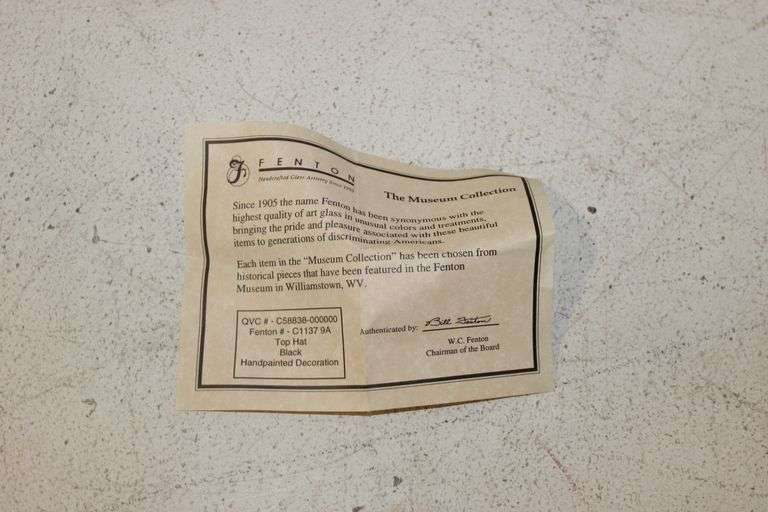 FENTON
Handcrafted Glass Artistry Since 1905
The Museum Collection
Since 1905 the name Fenton has been synonymous with the
highest quality of art glass in unusual colors and treatments,
bringing the pride and pleasure associated with these beautiful
items to generations of discriminating Americans.
Each item in the "Museum Collection" has been chosen from
historical pieces that have been featured in the Fenton
Museum in Williamstown, WV.
QVC # - C58838-000000
Fenton # - C1137 9A
Top Hat
Black
Handpainted Decoration
Authenticated by: Bill Fenton
W.C. Fenton
Chairman of the Board